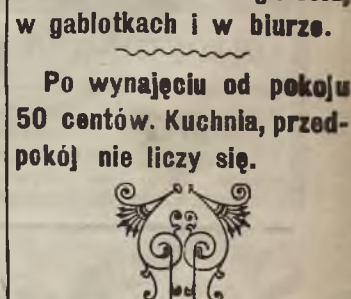 w gablotkach i w biurze.
Po wynajęciu od pokoju
50 centów. Kuchnia, przed-
pokój nie liczy się.